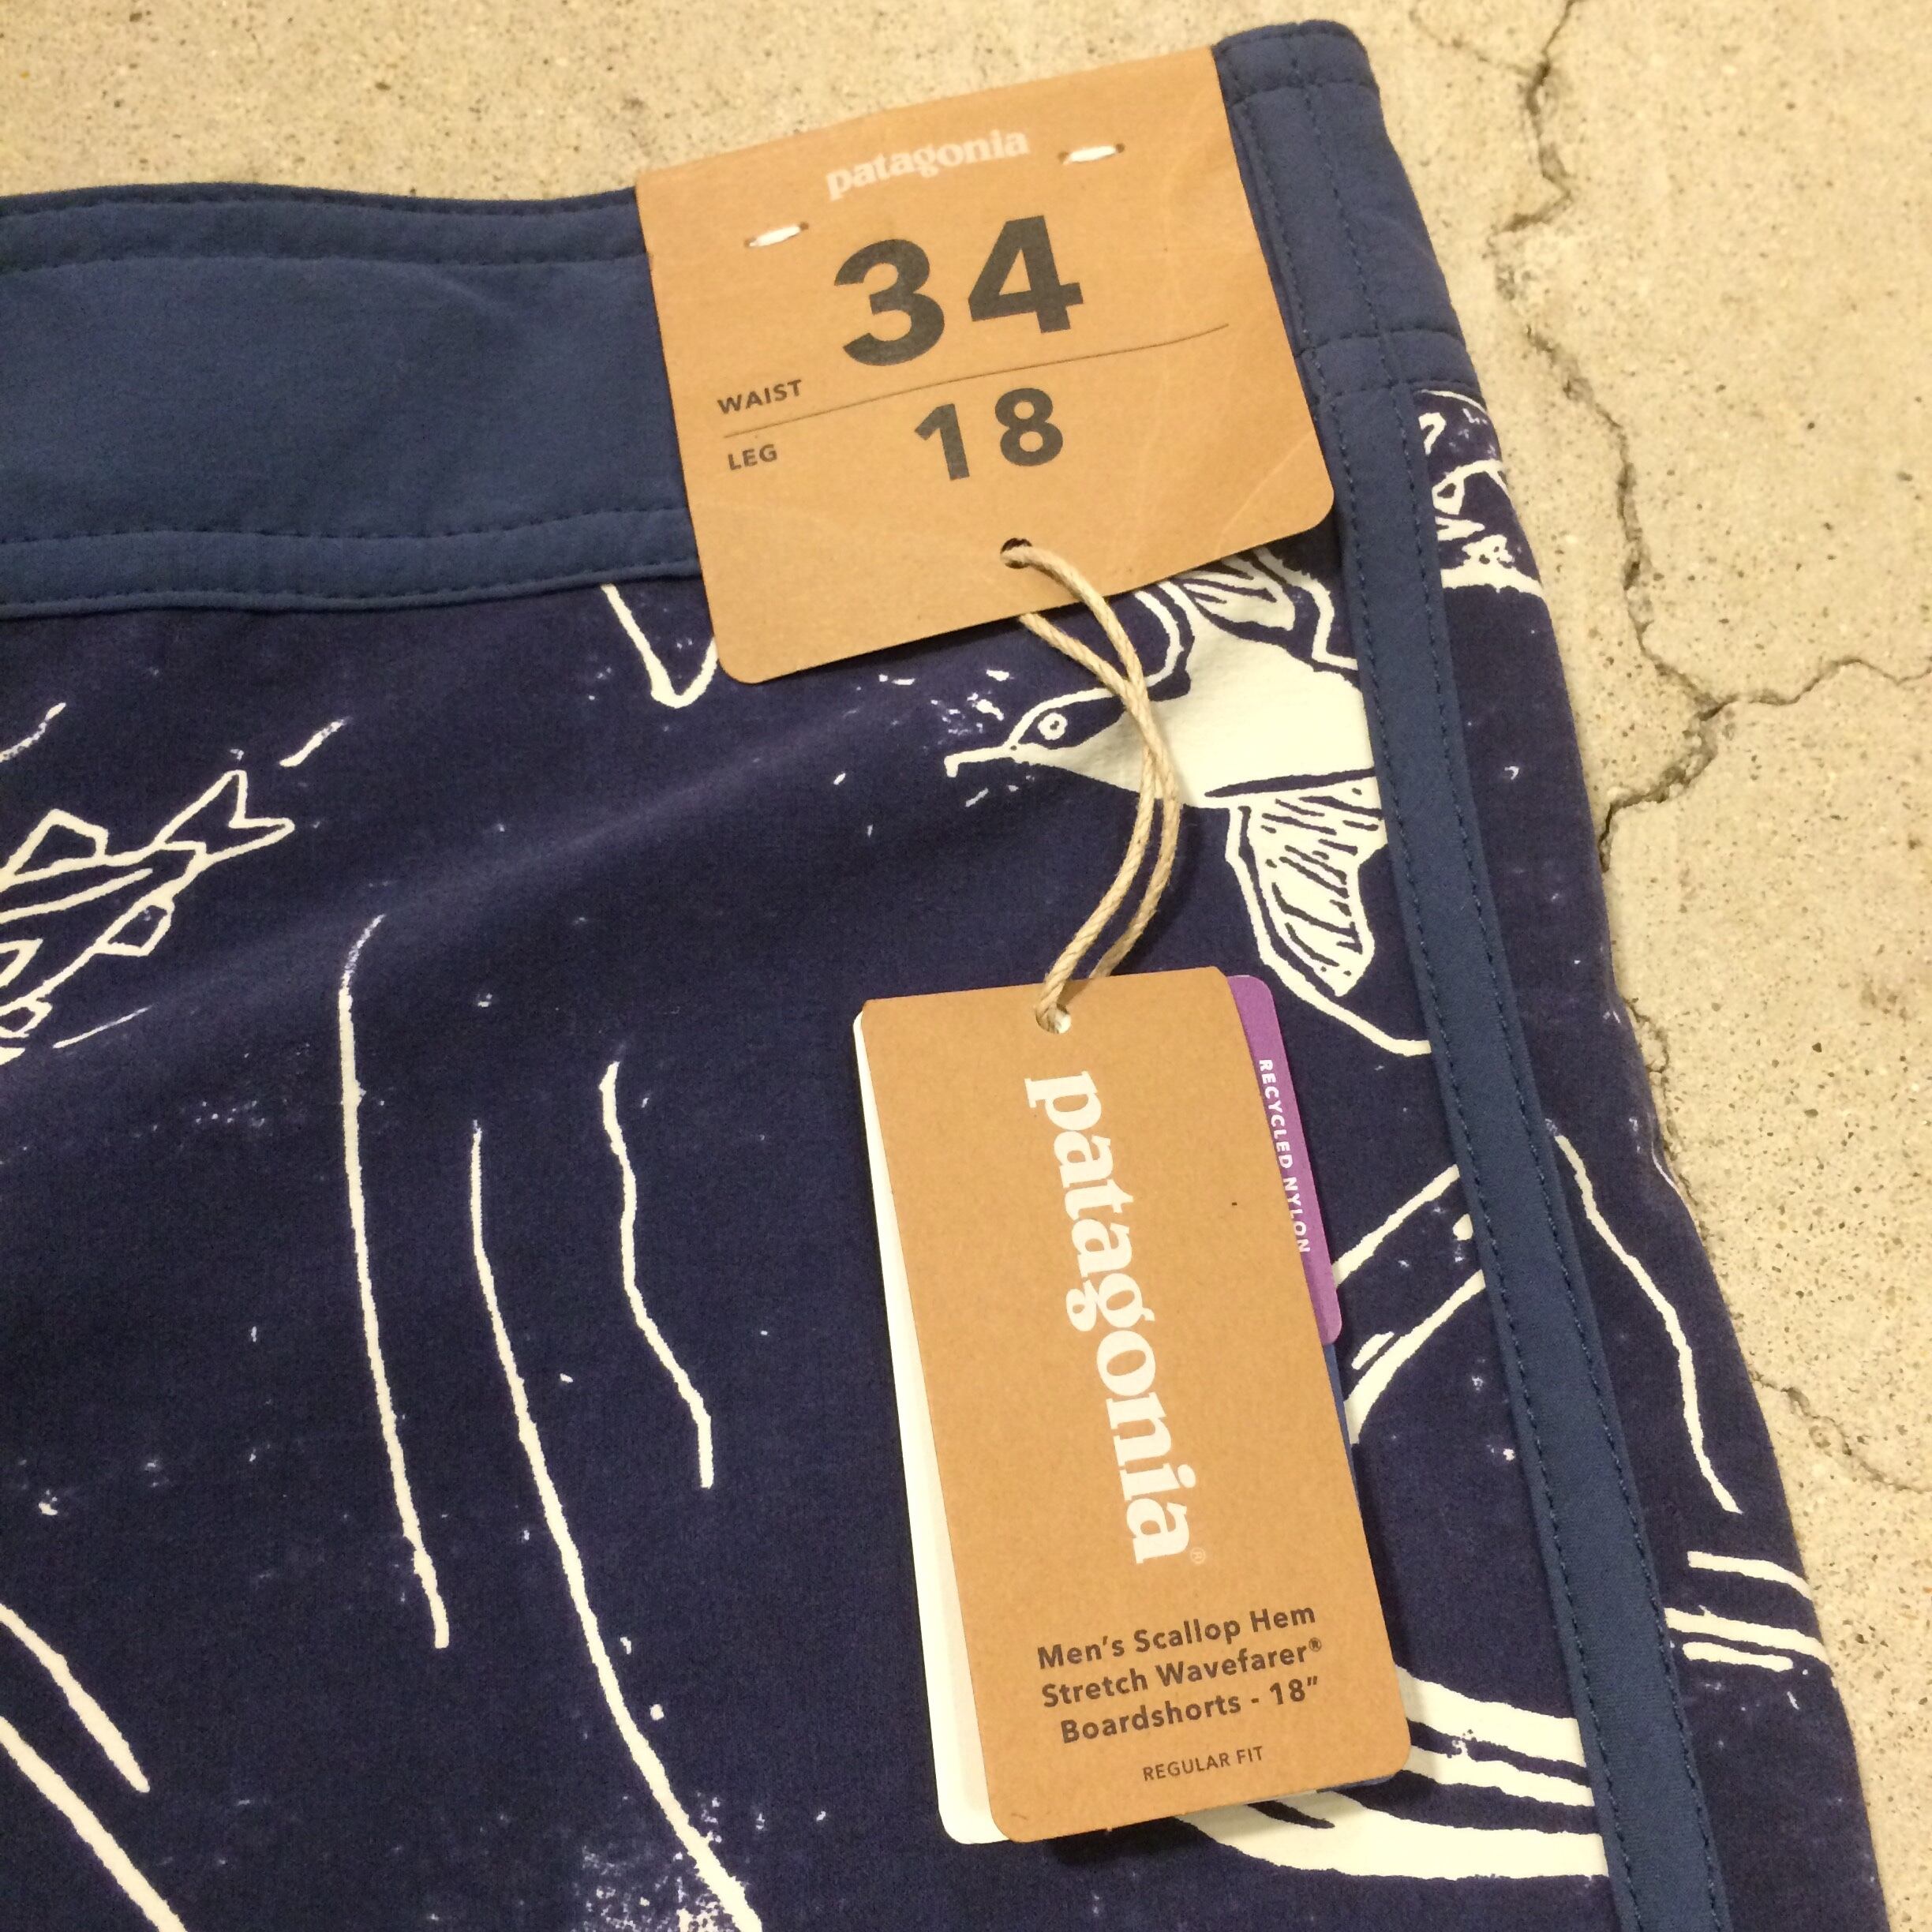 patagonia
34
WAIST
LEG
18
RECYCLED NYLON
patagonia®
Men's Scallop Hem
Stretch Wavefarer®
Boardshorts - 18"
REGULAR FIT